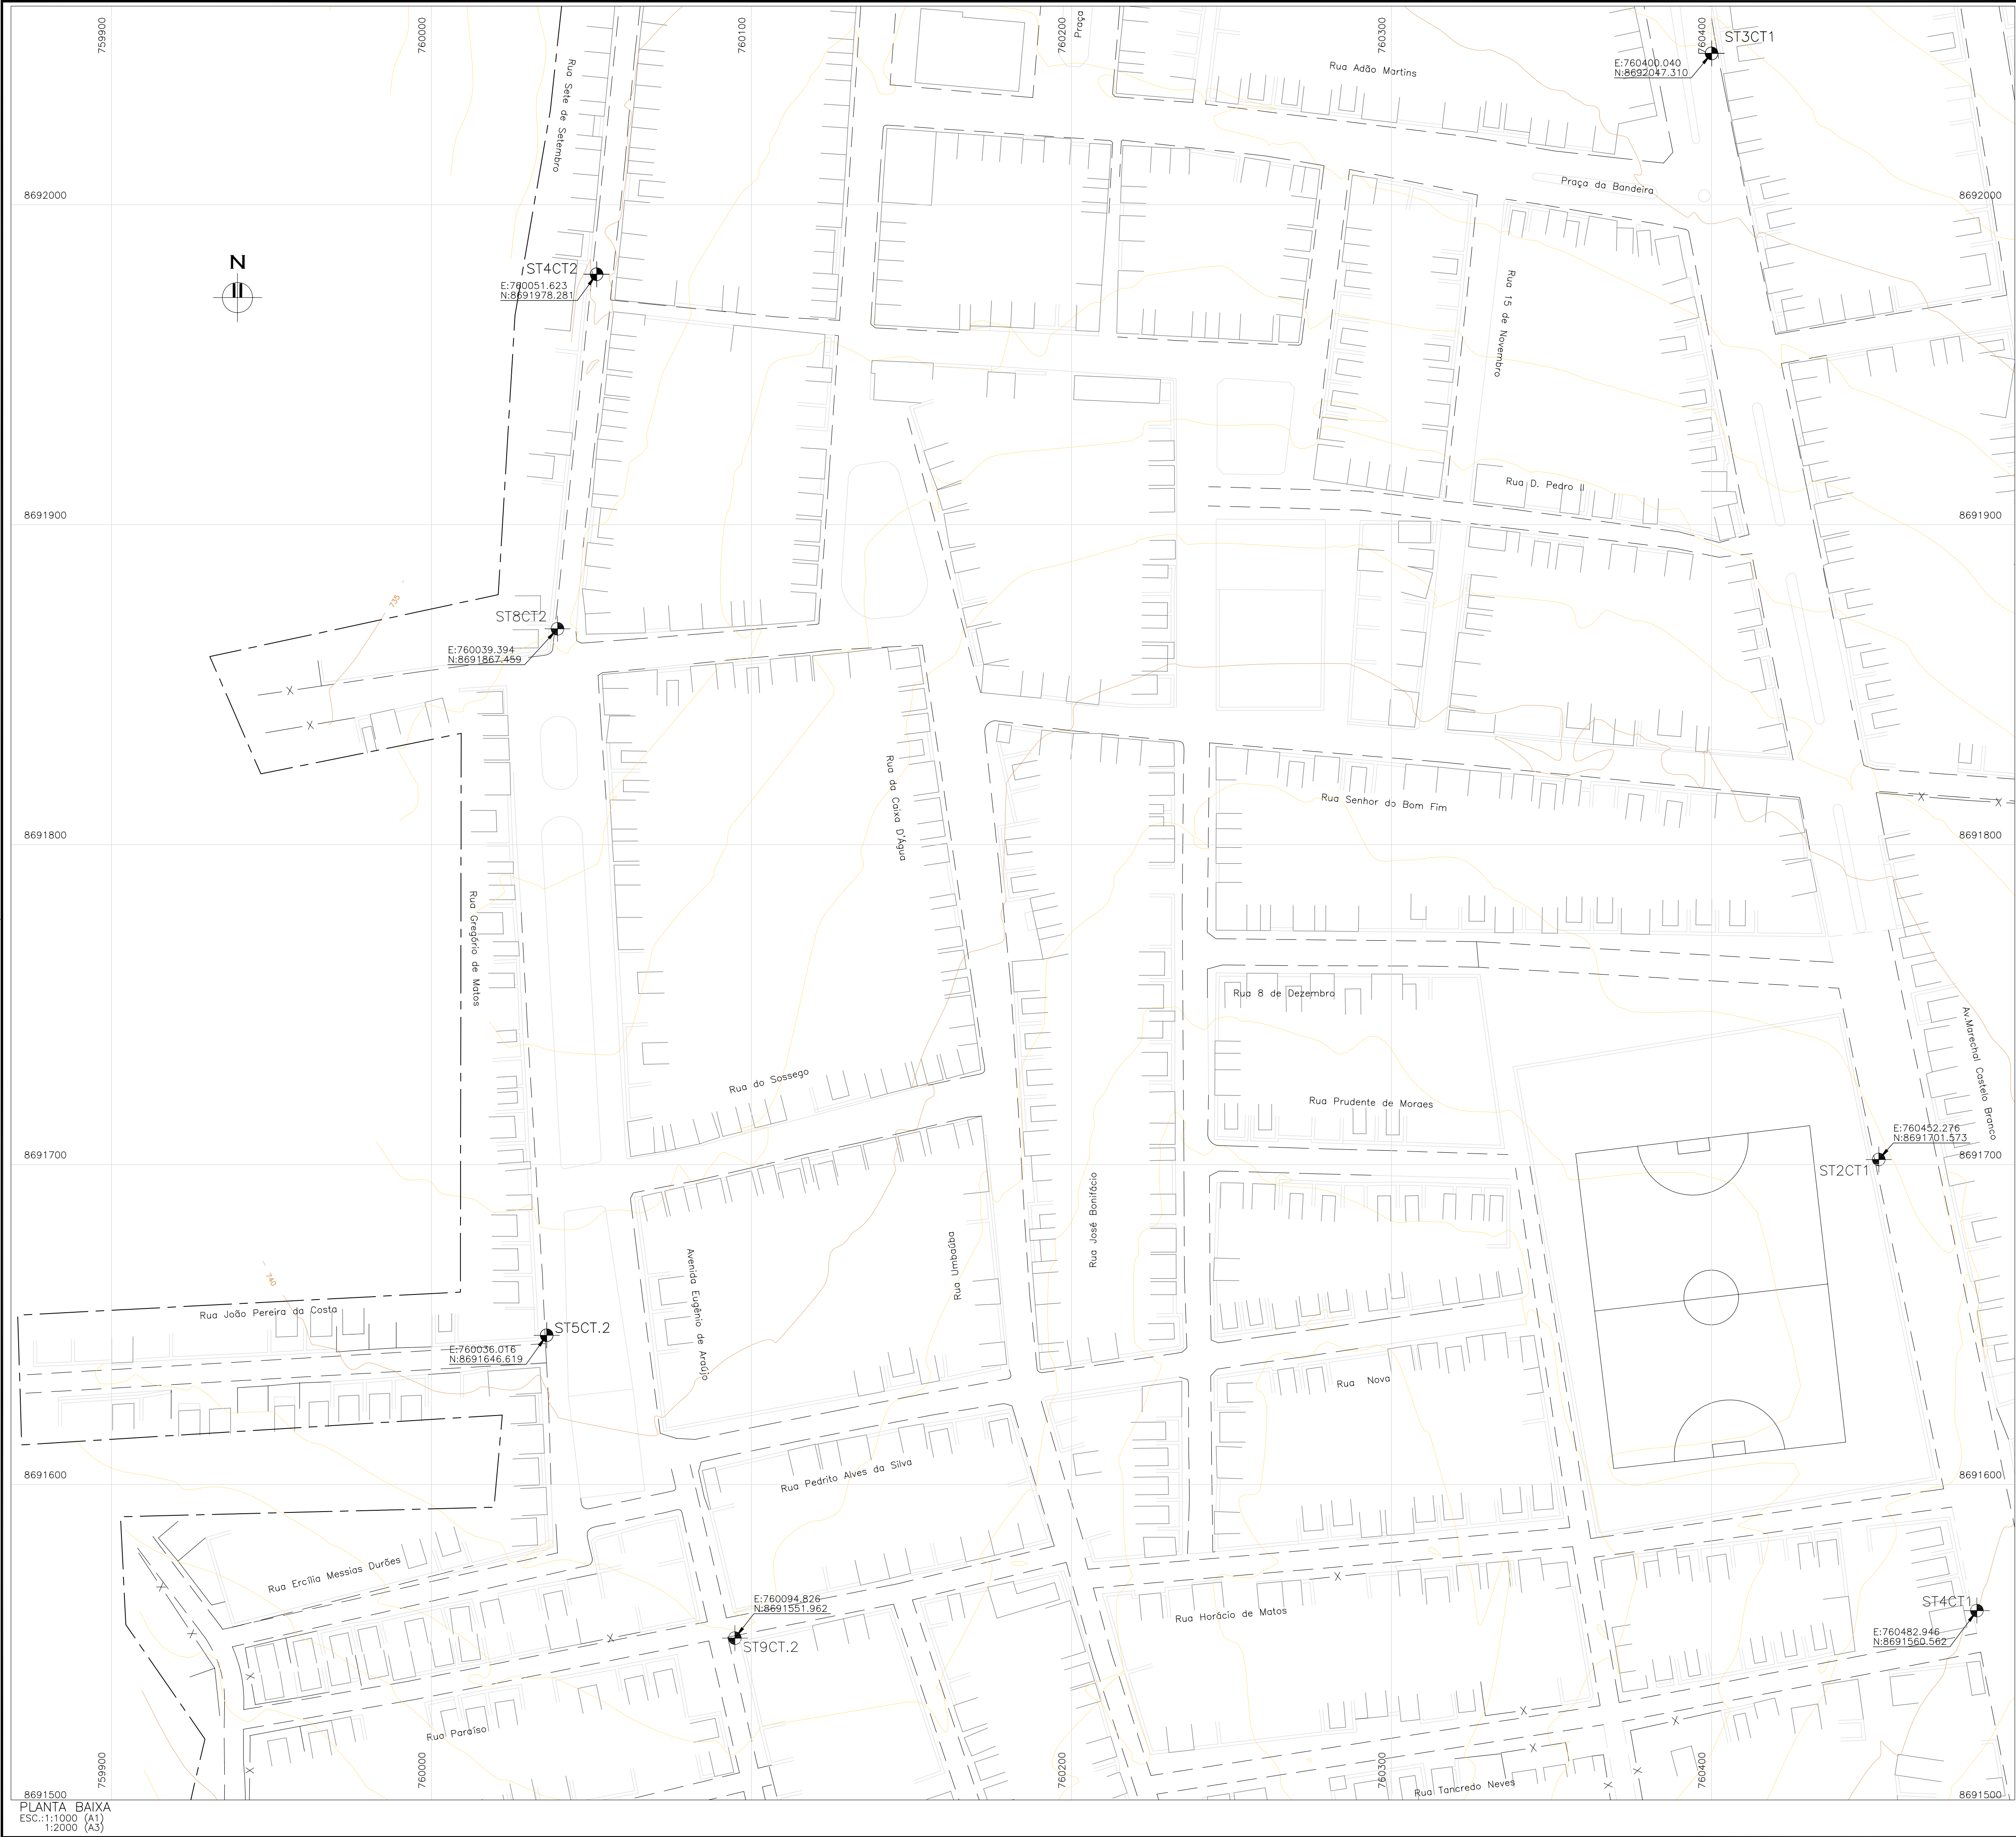 759900
760000
760100
760200
760300
760400
Praça
ST3CT1
E:760400.040
N:8692047.310
Rua Adão Martins
Rua Sete de Setembro
Praça da Bandeira
8692000
8692000
N
ST4CT2
E:760051.623
N:8691978.281
Rua 15 de Novembro
Rua D. Pedro II
8691900
8691900
735
ST8CT2
E:760039.394
N:8691867.459
Rua da Caixa D'Água
Rua Senhor do Bom Fim
8691800
8691800
Rua Gregório de Matos
Rua 8 de Dezembro
Av.Marechal Castelo Branco
Rua do Sossego
Rua Prudente de Moraes
E:760452.276
N:8691701.573
ST2CT1
8691700
8691700
Rua José Bonifácio
Rua Umbauba
Avenida Eugênio de Araújo
740
Rua João Pereira da Costa
ST5CT.2
E:760036.016
N:8691646.619
Rua Nova
Rua Pedrito Alves da Silva
8691600
8691600
Rua Ercília Messias Durões
E:760094.826
N:8691551.962
ST9CT.2
Rua Horácio de Matos
ST4CT1
E:760482.946
N:8691560.562
Rua Paraíso
Rua Tancredo Neves
759900
760000
760200
760300
760400
8691500
8691500
PLANTA BAIXA
ESC.:1:1000 (A1)
1:2000 (A3)